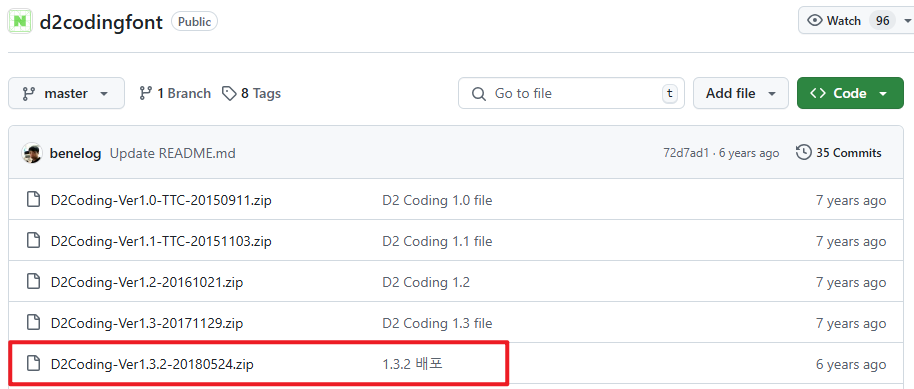 N d2codingfont Public Watch 96
master 1 Branch 8 Tags Go to file t Add file Code
benelog Update README.md 72d7ad1 · 6 years ago 35 Commits
D2Coding-Ver1.0-TTC-20150911.zip D2 Coding 1.0 file 7 years ago
D2Coding-Ver1.1-TTC-20151103.zip D2 Coding 1.1 file 7 years ago
D2Coding-Ver1.2-20161021.zip D2 Coding 1.2 7 years ago
D2Coding-Ver1.3-20171129.zip D2 Coding 1.3 file 7 years ago
D2Coding-Ver1.3.2-20180524.zip 1.3.2 배포 6 years ago